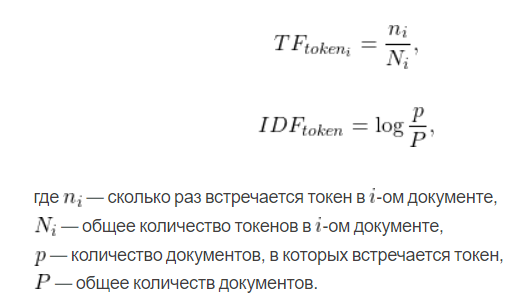 TF_{token_i} = \frac{n_i}{N_i},
IDF_{token} = \log \frac{p}{P},
где n_i — сколько раз встречается токен в i-ом документе,
N_i — общее количество токенов в i-ом документе,
p — количество документов, в которых встречается токен,
P — общее количеств документов.